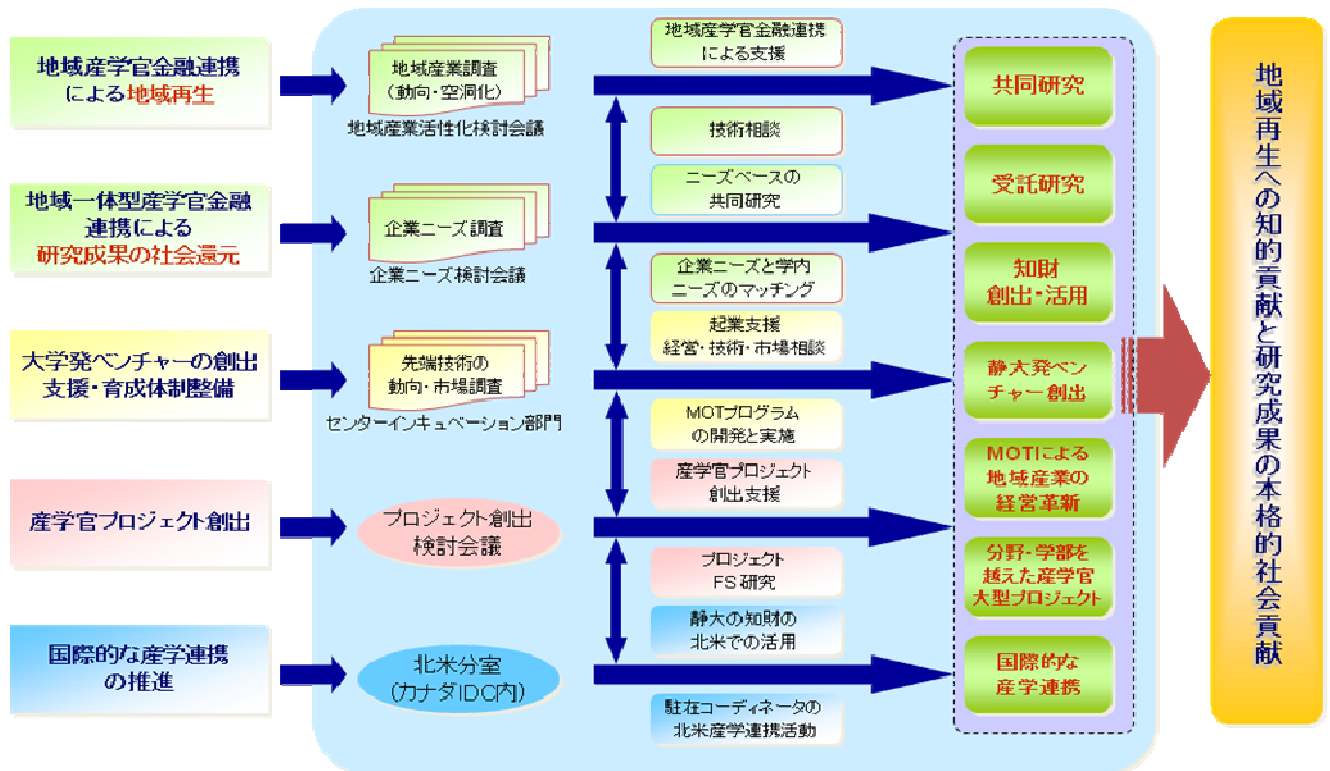 地域産学官金融連携
による地域再生
地域一体型産学官金融
連携による
研究成果の社会還元
大学発ベンチャーの創出
支援・育成体制整備
産学官プロジェクト創出
国際的な産学連携
の推進
地域産業調査
(動向・空洞化)
地域産業活性化検討会議
企業ニーズ調査
企業ニーズ検討会議
先端技術の
動向・市場調査
センターインキュベーション部門
プロジェクト創出
検討会議
北米分室
(カナダIDC内)
地域産学官金融連携
による支援
技術相談
ニーズベースの
共同研究
企業ニーズと学内
ニーズのマッチング
起業支援
経営・技術・市場相談
MOTプログラム
の開発と実施
産学官プロジェクト
創出支援
プロジェクト
FS研究
静大の知財の
北米での活用
駐在コーディネータの
北米産学連携活動
共同研究
受託研究
知財
創出・活用
静大発ベン
チャー創出
MOTIによる
地域産業の
経営革新
分野・学部を
越えた産学官
大型プロジェクト
国際的な
産学連携
地域再生への知的貢献と研究成果の本格的社会貢献